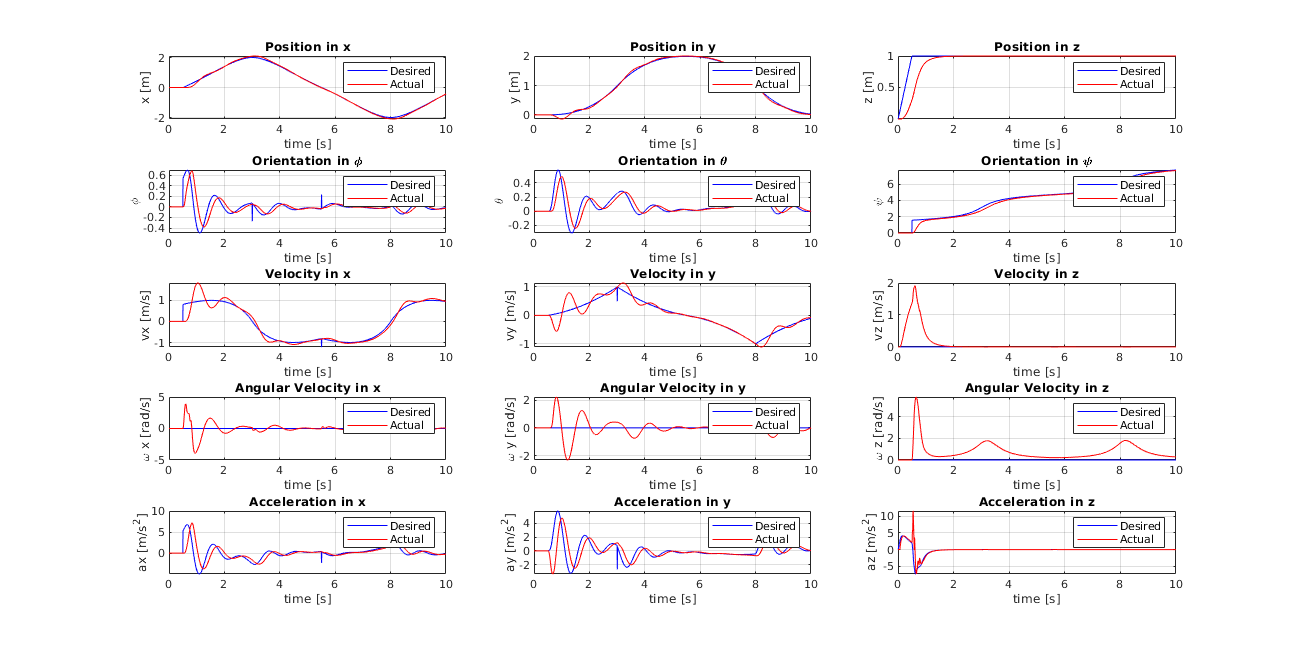 Position in x
Position in y
Position in z
x [m]
2
0
-2
Desired
Actual
0 2 4 6 8 10
time [s]
y [m]
2
1
0
Desired
Actual
0 2 4 6 8 10
time [s]
z [m]
1
0.5
0
Desired
Actual
0 2 4 6 8 10
time [s]
Orientation in ϕ
Orientation in θ
Orientation in ψ
ϕ
0.6
0.4
0.2
0
-0.2
-0.4
Desired
Actual
0 2 4 6 8 10
time [s]
θ
0.4
0.2
0
-0.2
Desired
Actual
0 2 4 6 8 10
time [s]
ψ
6
4
2
0
Desired
Actual
0 2 4 6 8 10
time [s]
Velocity in x
Velocity in y
Velocity in z
vx [m/s]
1
0
-1
Desired
Actual
0 2 4 6 8 10
time [s]
vy [m/s]
1
0
-1
Desired
Actual
0 2 4 6 8 10
time [s]
vz [m/s]
2
1
0
Desired
Actual
0 2 4 6 8 10
time [s]
Angular Velocity in x
Angular Velocity in y
Angular Velocity in z
ω x [rad/s]
5
0
-5
Desired
Actual
0 2 4 6 8 10
time [s]
ω y [rad/s]
2
0
-2
Desired
Actual
0 2 4 6 8 10
time [s]
ω z [rad/s]
4
2
0
Desired
Actual
0 2 4 6 8 10
time [s]
Acceleration in x
Acceleration in y
Acceleration in z
ax [m/s²]
10
5
0
Desired
Actual
0 2 4 6 8 10
time [s]
ay [m/s²]
4
2
0
-2
Desired
Actual
0 2 4 6 8 10
time [s]
az [m/s²]
10
5
0
-5
Desired
Actual
0 2 4 6 8 10
time [s]